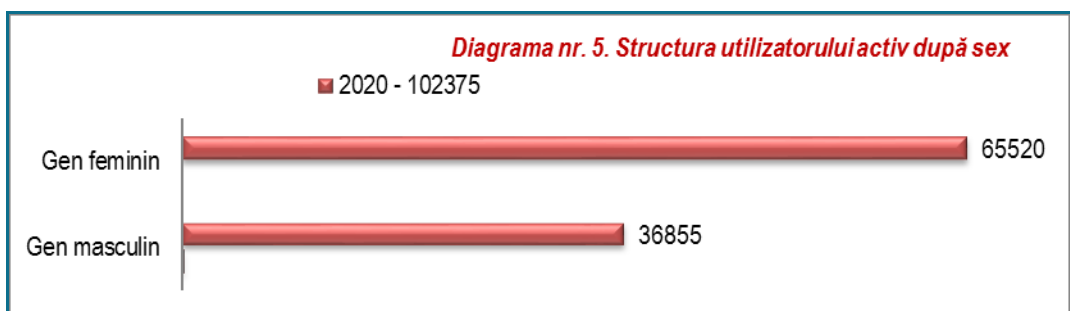 Diagrama nr. 5. Structura utilizatorului activ după sex
2020 - 102375
Gen feminin 65520
Gen masculin 36855